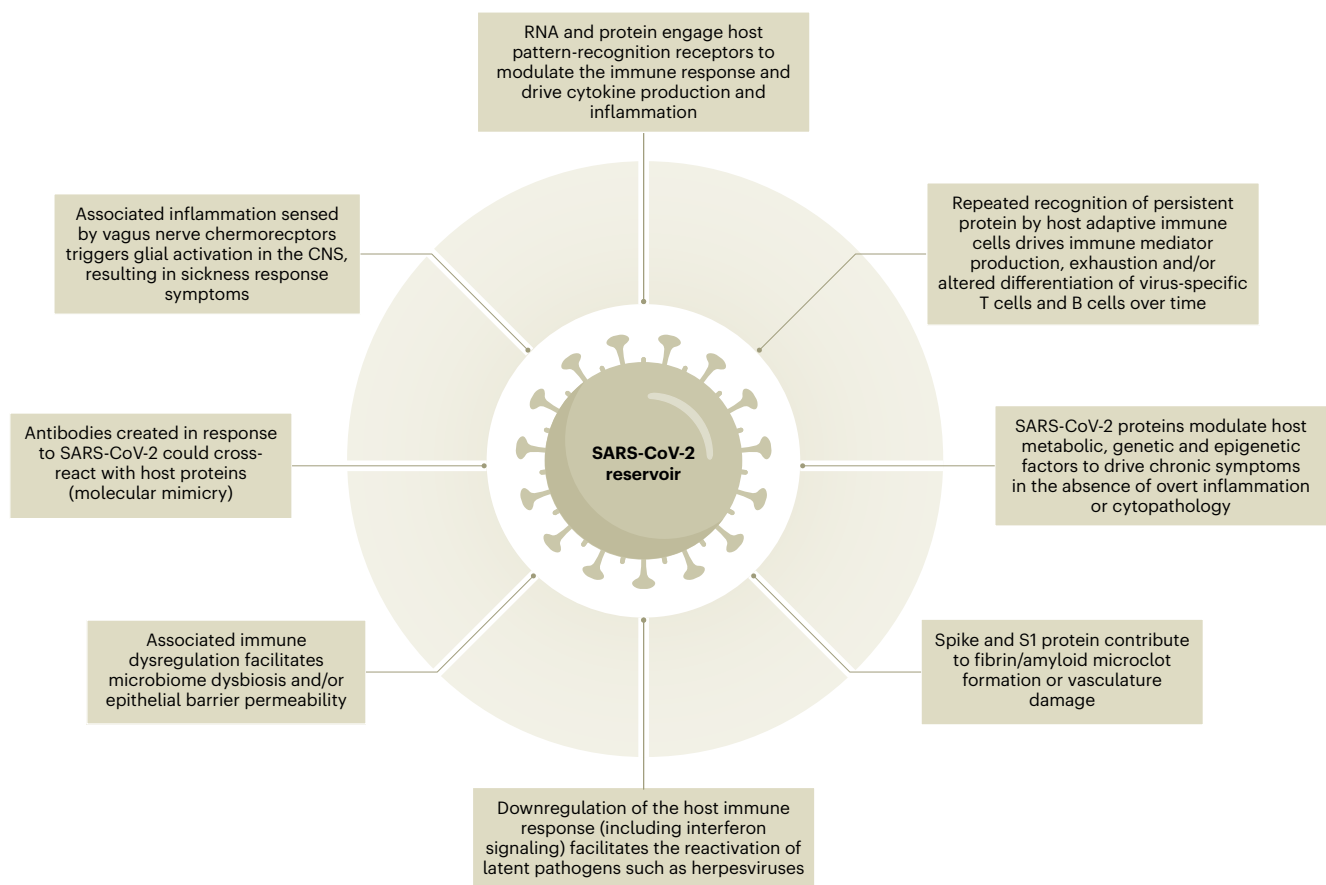 RNA and protein engage host
pattern-recognition receptors to
modulate the immune response and
drive cytokine production and
inflammation
Repeated recognition of persistent
protein by host adaptive immune
cells drives immune mediator
production, exhaustion and/or
altered differentiation of virus-specific
T cells and B cells over time
SARS-CoV-2 proteins modulate host
metabolic, genetic and epigenetic
factors to drive chronic symptoms
in the absence of overt inflammation
or cytopathology
Spike and S1 protein contribute
to fibrin/amyloid microclot
formation or vasculature
damage
Downregulation of the host immune
response (including interferon
signaling) facilitates the reactivation of
latent pathogens such as herpesviruses
Associated immune
dysregulation facilitates
microbiome dysbiosis and/or
epithelial barrier permeability
Antibodies created in response
to SARS-CoV-2 could cross-
react with host proteins
(molecular mimicry)
Associated inflammation sensed
by vagus nerve chermorecptors
triggers glial activation in the CNS,
resulting in sickness response
symptoms
SARS-CoV-2
reservoir